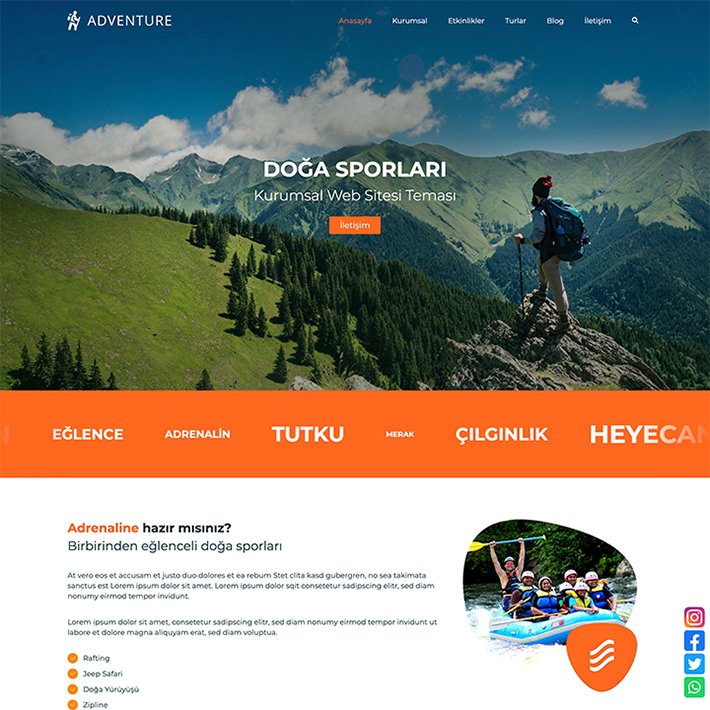 ADVENTURE
Anasayfa Kurumsal Etkinlikler Turlar Blog İletişim
DOĞA SPORLARI
Kurumsal Web Sitesi Teması
İletişim
EĞLENCE ADRENALİN TUTKU MERAK ÇILGINLIK HEYECAN
Adrenaline hazır mısınız?
Birbirinden eğlenceli doğa sporları
At vero eos et accusam et justo duo dolores et ea rebum Stet clita kasd gubergren, no sea takimata
sanctus est Lorem ipsum dolor sit amet. Lorem ipsum dolor sqit consetetur sadipscing elitr, sed diam
nonumy eirmod tempor invidunt.
Lorem ipsum dolor sit amet, consetetur sadipscing elitr, sed diam nonumy eirmod tempor invidunt ut
labore et dolore magna aliquyam erat, sed diam voluptua.
Rafting
Jeep Safari
Doğa Yürüyüşü
Zipline